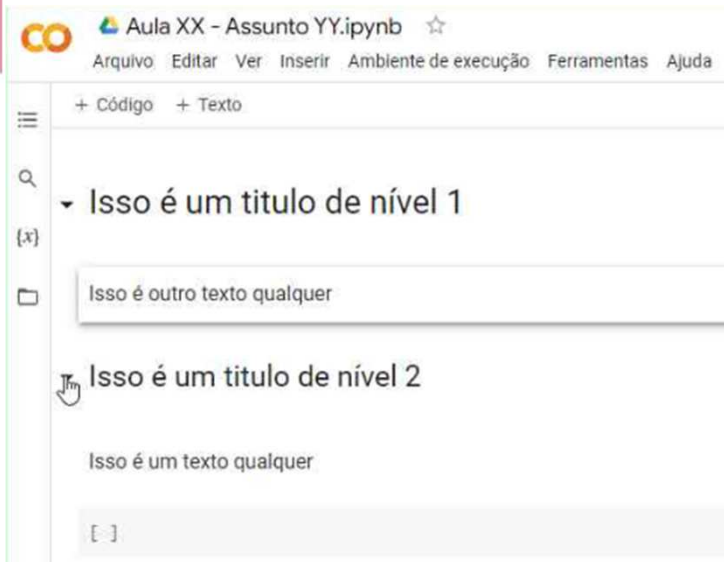 CO Aula XX - Assunto YY.ipynb
Arquivo Editar Ver Inserir Ambiente de execução Ferramentas Ajuda
+ Código + Texto
Isso é um titulo de nível 1
{x}
Isso é outro texto qualquer
Isso é um titulo de nível 2
Isso é um texto qualquer
[ ]